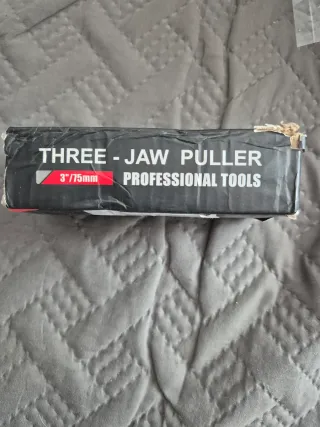 THREE - JAW PULLER
3"/75mm PROFESSIONAL TOOLS